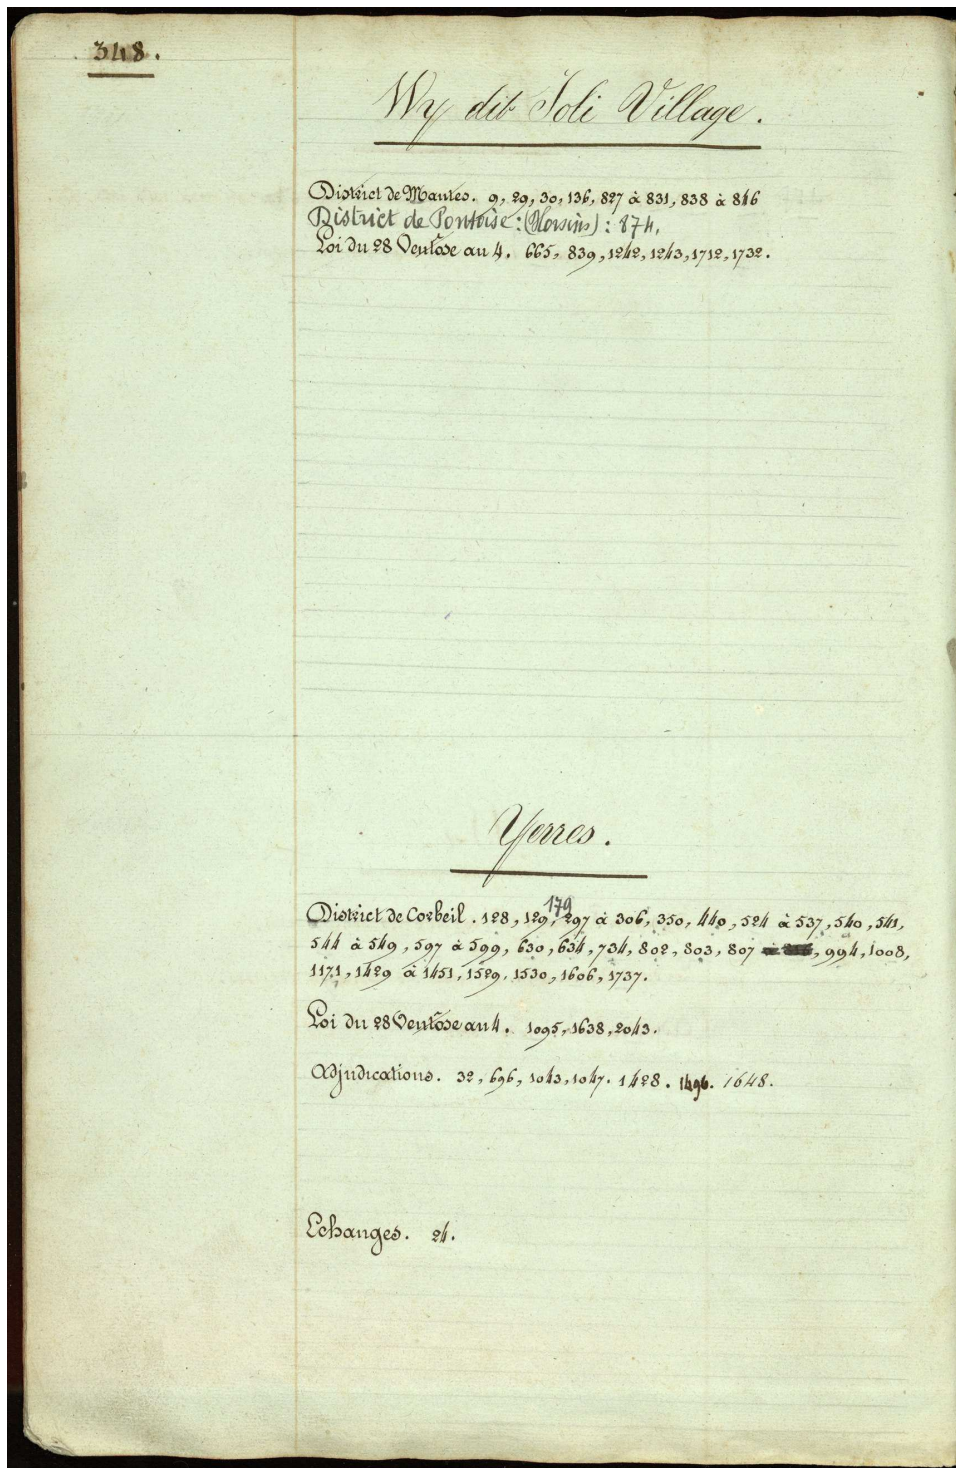 348.
Wy dit Joli Village.
District de Mantes. 9, 29, 30, 136, 827 à 831, 838 à 846
District de Pontoise : () : 874.
Loi du 28 Ventôse an 4. 665, 839, 1242, 1243, 1712, 1732.
Yerres.
179
District de Corbeil. 128, 129, 297 à 306, 350, 440, 524 à 537, 540, 541,
544 à 549, 597 à 599, 630, 634, 734, 802, 803, 807 , 994, 1008,
1171, 1429 à 1451, 1529, 1530, 1606, 1737.
Loi du 28 Ventôse an 4. 1095, 1638, 2043.
Adjudications. 32, 696, 1043, 1047. 1428. 1496. 1648.
Echanges. 24.